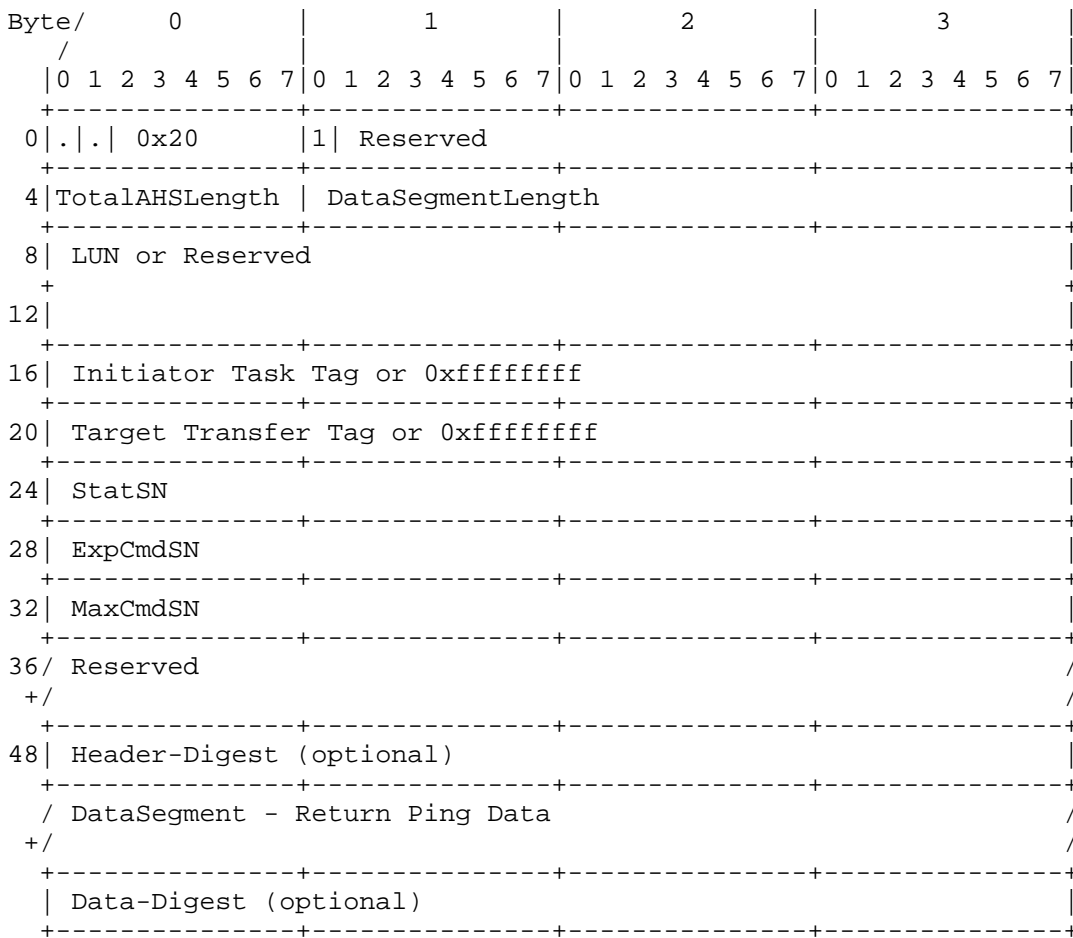 Byte/     0       |       1       |       2       |       3       |
   /              |               |               |               |
  |0 1 2 3 4 5 6 7|0 1 2 3 4 5 6 7|0 1 2 3 4 5 6 7|0 1 2 3 4 5 6 7|
  +---------------+---------------+---------------+---------------+
 0|.|.| 0x20      |1| Reserved                                    |
  +---------------+---------------+---------------+---------------+
 4|TotalAHSLength | DataSegmentLength                             |
  +---------------+---------------+---------------+---------------+
 8| LUN or Reserved                                               |
  +                                                               +
12|                                                               |
  +---------------+---------------+---------------+---------------+
16| Initiator Task Tag or 0xffffffff                              |
  +---------------+---------------+---------------+---------------+
20| Target Transfer Tag or 0xffffffff                             |
  +---------------+---------------+---------------+---------------+
24| StatSN                                                        |
  +---------------+---------------+---------------+---------------+
28| ExpCmdSN                                                      |
  +---------------+---------------+---------------+---------------+
32| MaxCmdSN                                                      |
  +---------------+---------------+---------------+---------------+
36/ Reserved                                                      /
 +/                                                               /
  +---------------+---------------+---------------+---------------+
48| Header-Digest (optional)                                      |
  +---------------+---------------+---------------+---------------+
  / DataSegment - Return Ping Data                                /
 +/                                                               /
  +---------------+---------------+---------------+---------------+
  | Data-Digest (optional)                                        |
  +---------------+---------------+---------------+---------------+